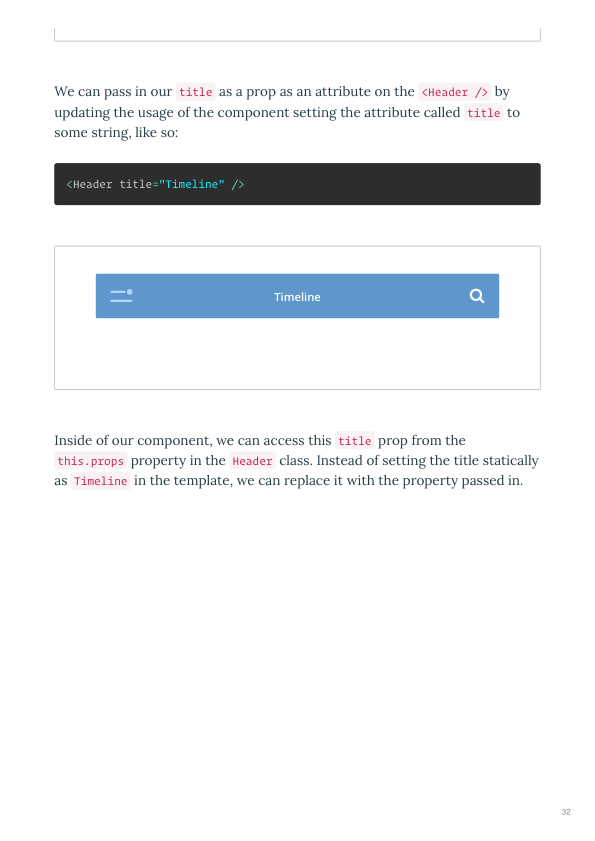 We can pass in our title as a prop as an attribute on the <Header /> by
updating the usage of the component setting the attribute called title to
some string, like so:
<Header title="Timeline" />
Timeline
Inside of our component, we can access this title prop from the
this.props property in the Header class. Instead of setting the title statically
as Timeline in the template, we can replace it with the property passed in.
32